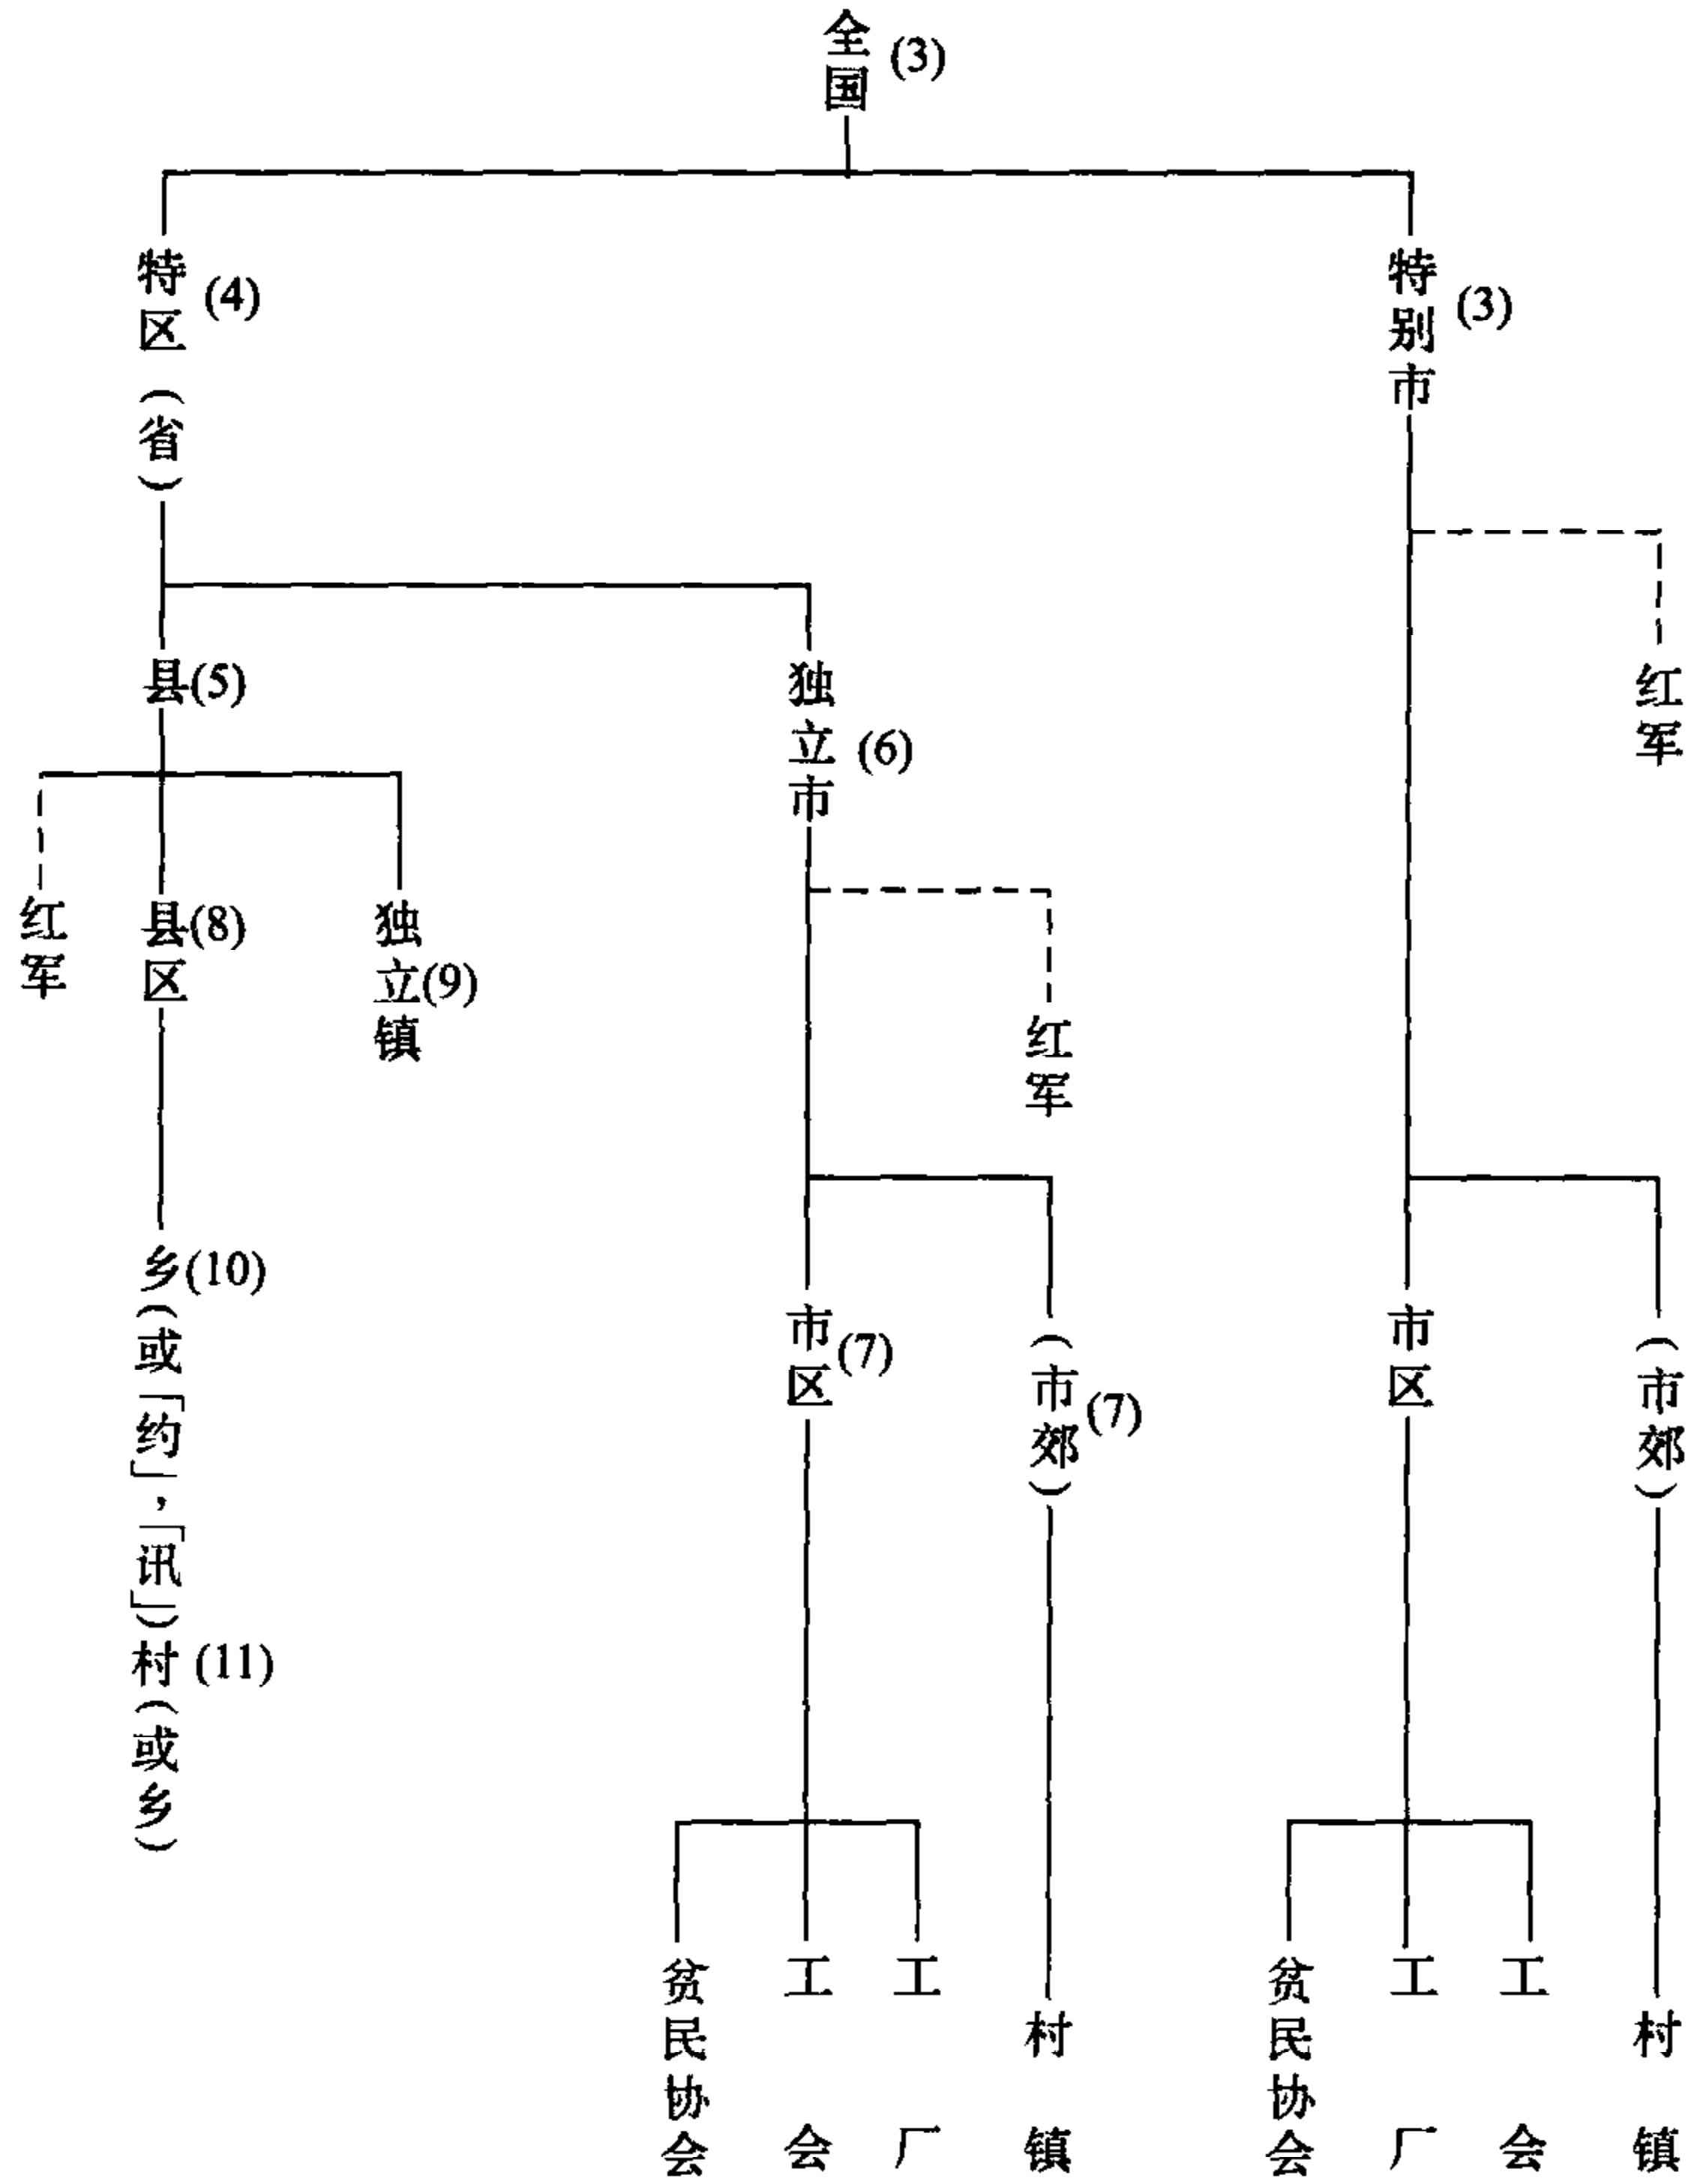 全国(3)
特区(省)(4)
特别市(3)
县(5)
独立市(6)
红军
红军
县区(8)
独立镇(9)
红军
乡(或「约」,「讯」)(10)
村(或乡)(11)
市区(7)
(市郊)(7)
市区
(市郊)
贫民协会
工会
工厂
村镇
贫民协会
工厂
工会
村镇